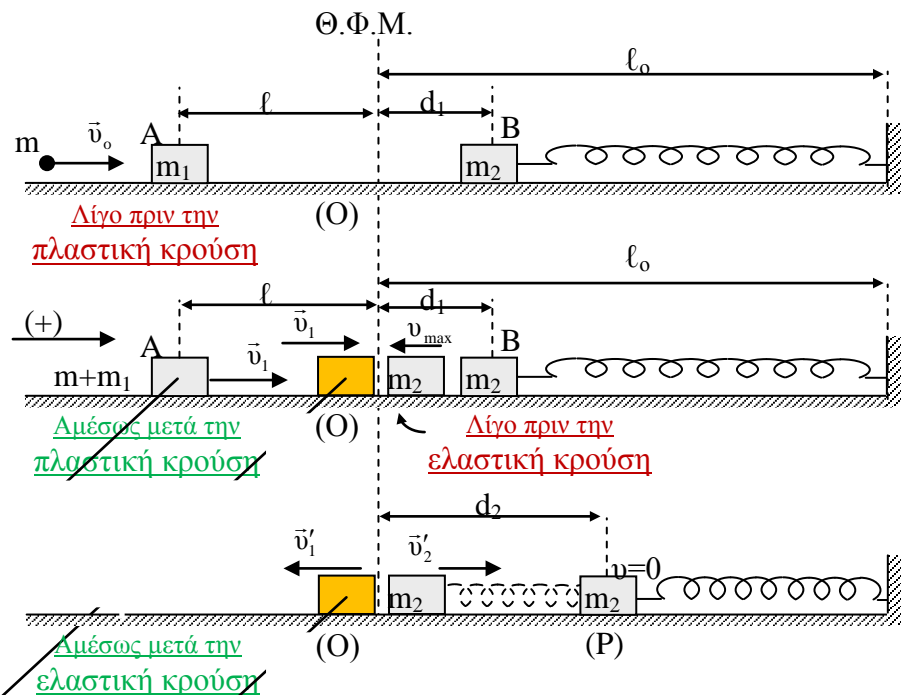 Θ.Φ.Μ.
ℓₒ
ℓ
d₁
m
υ⃗ₒ
A
B
m₁
m₂
(Ο)
Λίγο πριν την
πλαστική κρούση
ℓₒ
ℓ
d₁
(+)
υ⃗₁
υmax
A
B
m+m₁
υ⃗₁
m₂
m₂
(Ο)
Αμέσως μετά την
πλαστική κρούση
Λίγο πριν την
ελαστική κρούση
d₂
υ⃗₁′
υ⃗₂′
υ=0
m₂
m₂
(Ο)
(Ρ)
Αμέσως μετά την
ελαστική κρούση